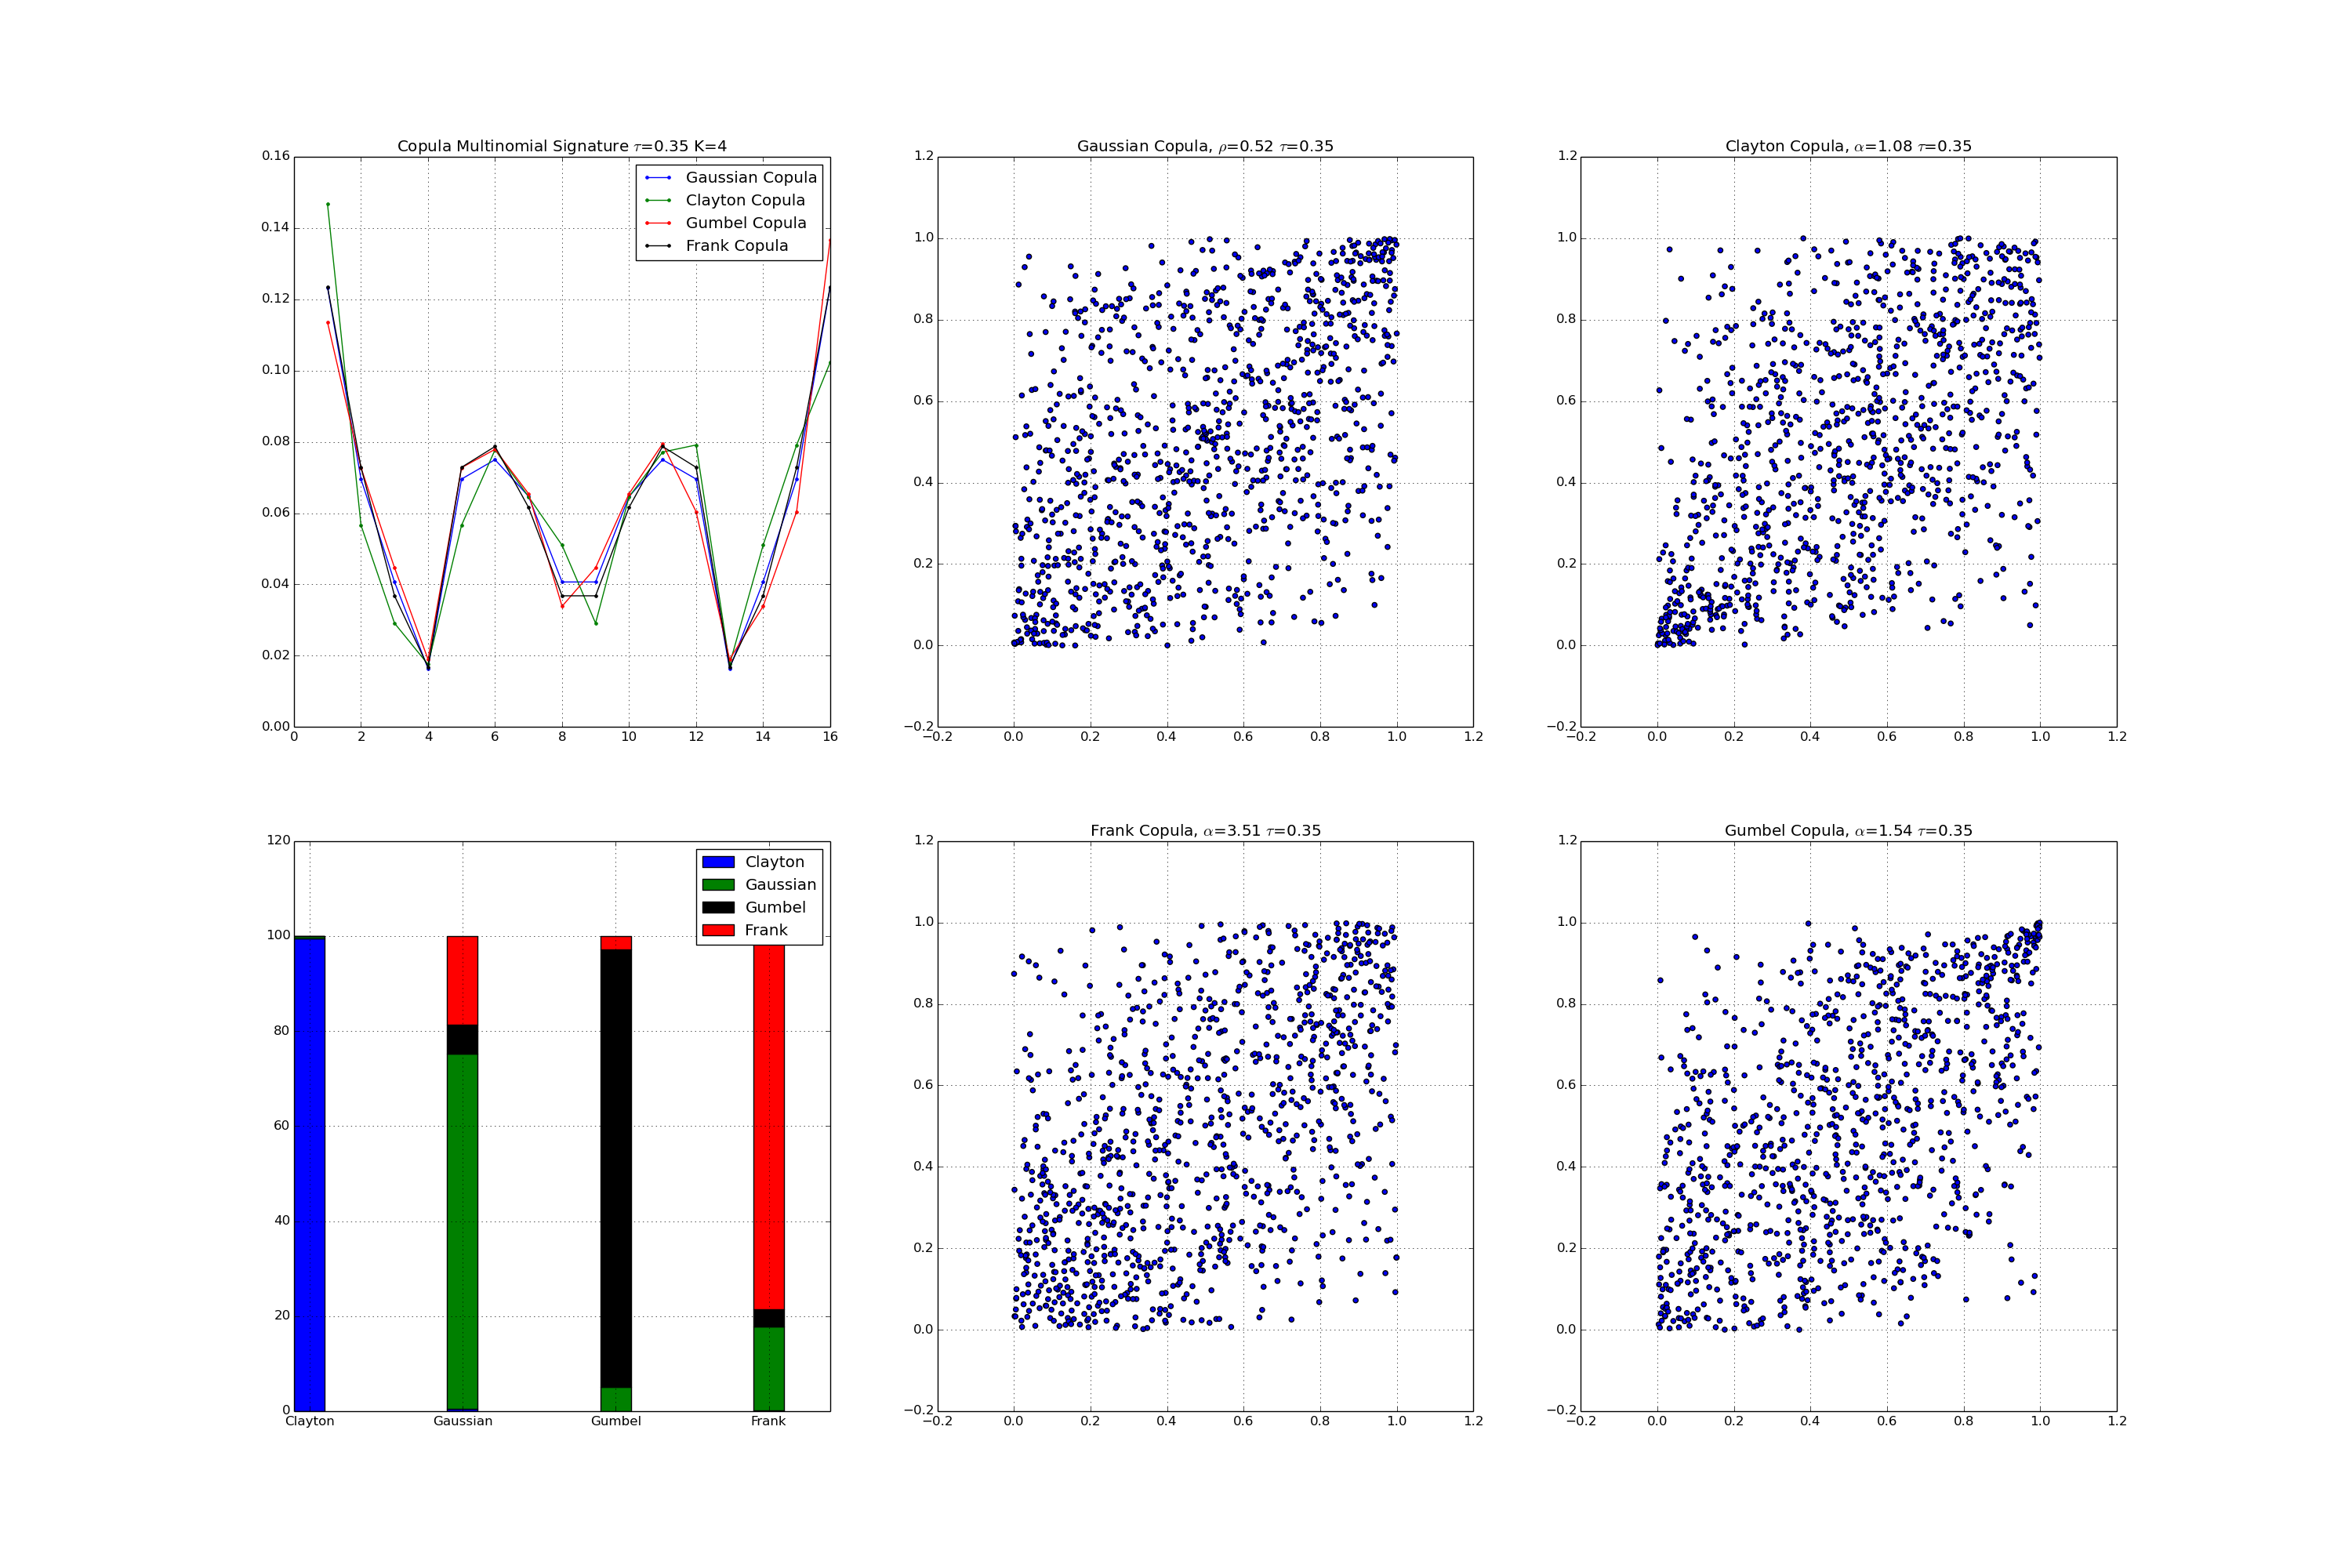 Copula Multinomial Signature τ=0.35 K=4
0.16
0.14
0.12
0.10
0.08
0.06
0.04
0.02
0.00
0 2 4 6 8 10 12 14 16
Gaussian Copula
Clayton Copula
Gumbel Copula
Frank Copula
Gaussian Copula, ρ=0.52 τ=0.35
1.2
1.0
0.8
0.6
0.4
0.2
0.0
−0.2
−0.2 0.0 0.2 0.4 0.6 0.8 1.0 1.2
Clayton Copula, α=1.08 τ=0.35
1.2
1.0
0.8
0.6
0.4
0.2
0.0
−0.2
−0.2 0.0 0.2 0.4 0.6 0.8 1.0 1.2
120
100
80
60
40
20
0
Clayton Gaussian Gumbel Frank
Clayton
Gaussian
Gumbel
Frank
Frank Copula, α=3.51 τ=0.35
1.2
1.0
0.8
0.6
0.4
0.2
0.0
−0.2
−0.2 0.0 0.2 0.4 0.6 0.8 1.0 1.2
Gumbel Copula, α=1.54 τ=0.35
1.2
1.0
0.8
0.6
0.4
0.2
0.0
−0.2
−0.2 0.0 0.2 0.4 0.6 0.8 1.0 1.2